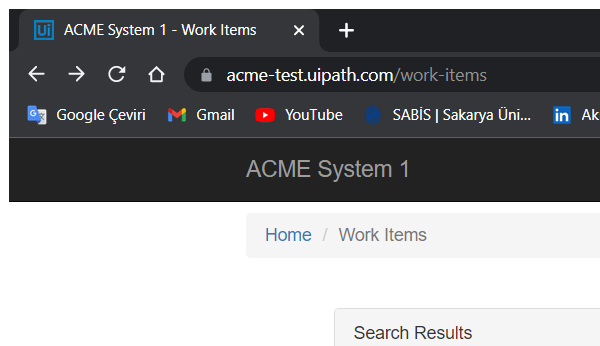 Ui ACME System 1 - Work Items
acme-test.uipath.com/work-items
Google Çeviri Gmail YouTube SABİS | Sakarya Üni... in Ak
ACME System 1
Home / Work Items
Search Results